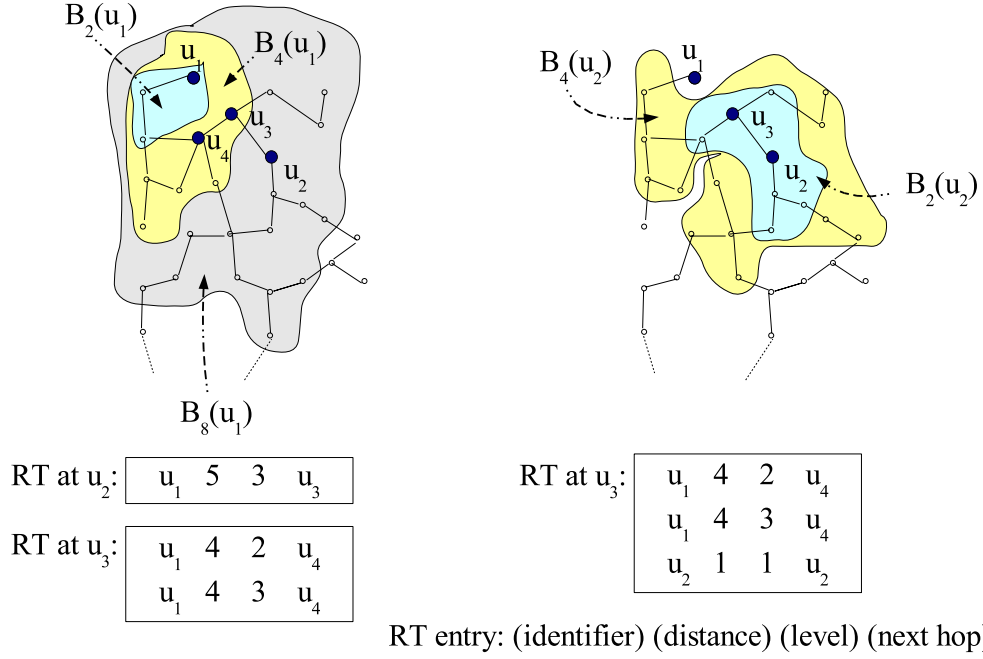 B₂(u₁)
u₁
B₄(u₁)
u₃
u₄
u₂
B₈(u₁)
u₁
B₄(u₂)
u₃
u₂
B₂(u₂)
RT at u₂: u₁ 5 3 u₃
RT at u₃: u₁ 4 2 u₄
u₁ 4 3 u₄
RT at u₃: u₁ 4 2 u₄
u₁ 4 3 u₄
u₂ 1 1 u₂
RT entry: (identifier) (distance) (level) (next hop)